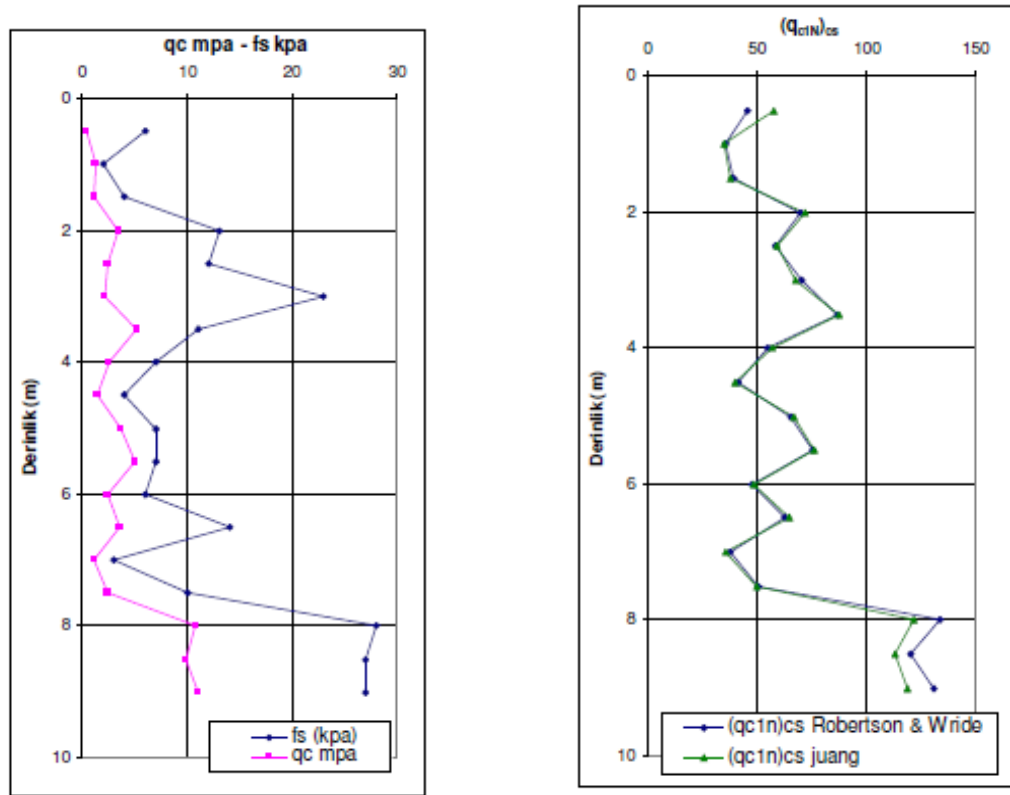 qc mpa - fs kpa
0 10 20 30
0
2
4
6
8
10
Derinlik (m)
fs (kpa)
qc mpa
(qc1N)cs
0 50 100 150
0
2
4
6
8
10
Derinlik (m)
(qc1n)cs Robertson & Wride
(qc1n)cs juang